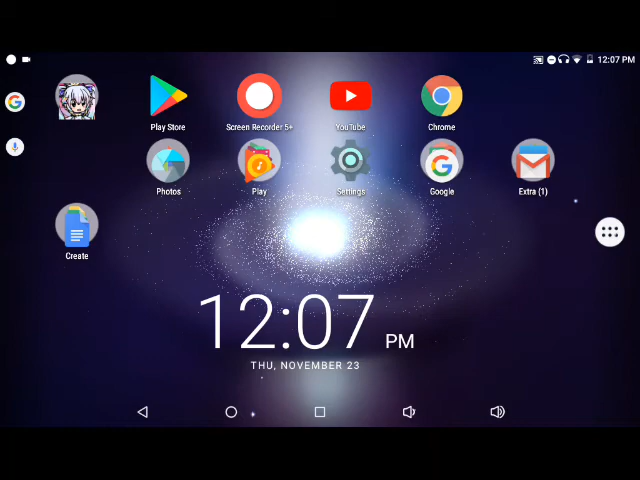 12:07 PM
Play Store
Screen Recorder 5+
YouTube
Chrome
Photos
Play
Settings
Google
Extra (1)
Create
12:07 PM
THU, NOVEMBER 23